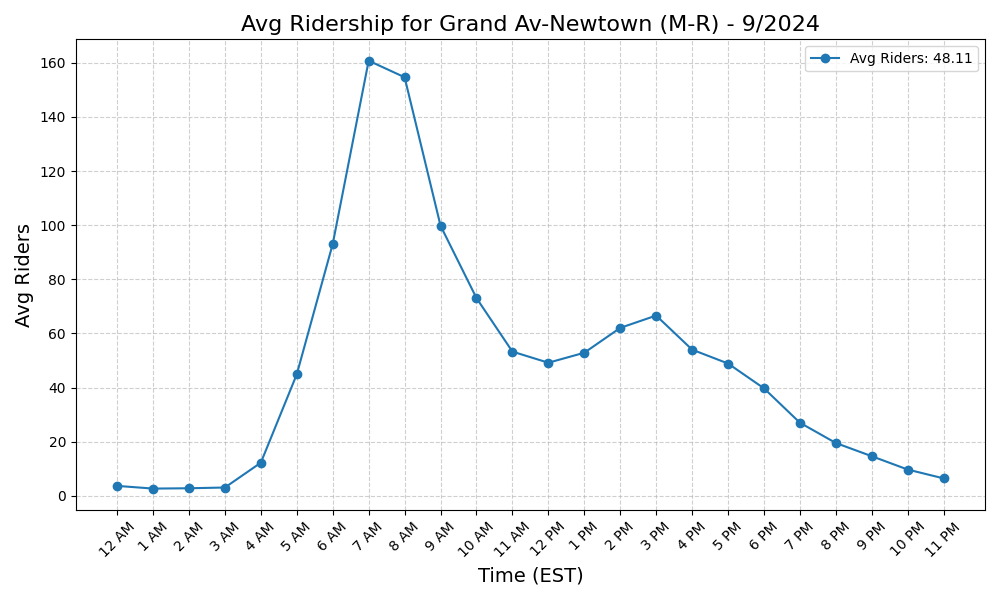 Avg Ridership for Grand Av-Newtown (M-R) - 9/2024
Avg Riders: 48.11
160
140
120
100
80
60
40
20
0
Avg Riders
12 AM
1 AM
2 AM
3 AM
4 AM
5 AM
6 AM
7 AM
8 AM
9 AM
10 AM
11 AM
12 PM
1 PM
2 PM
3 PM
4 PM
5 PM
6 PM
7 PM
8 PM
9 PM
10 PM
11 PM
Time (EST)